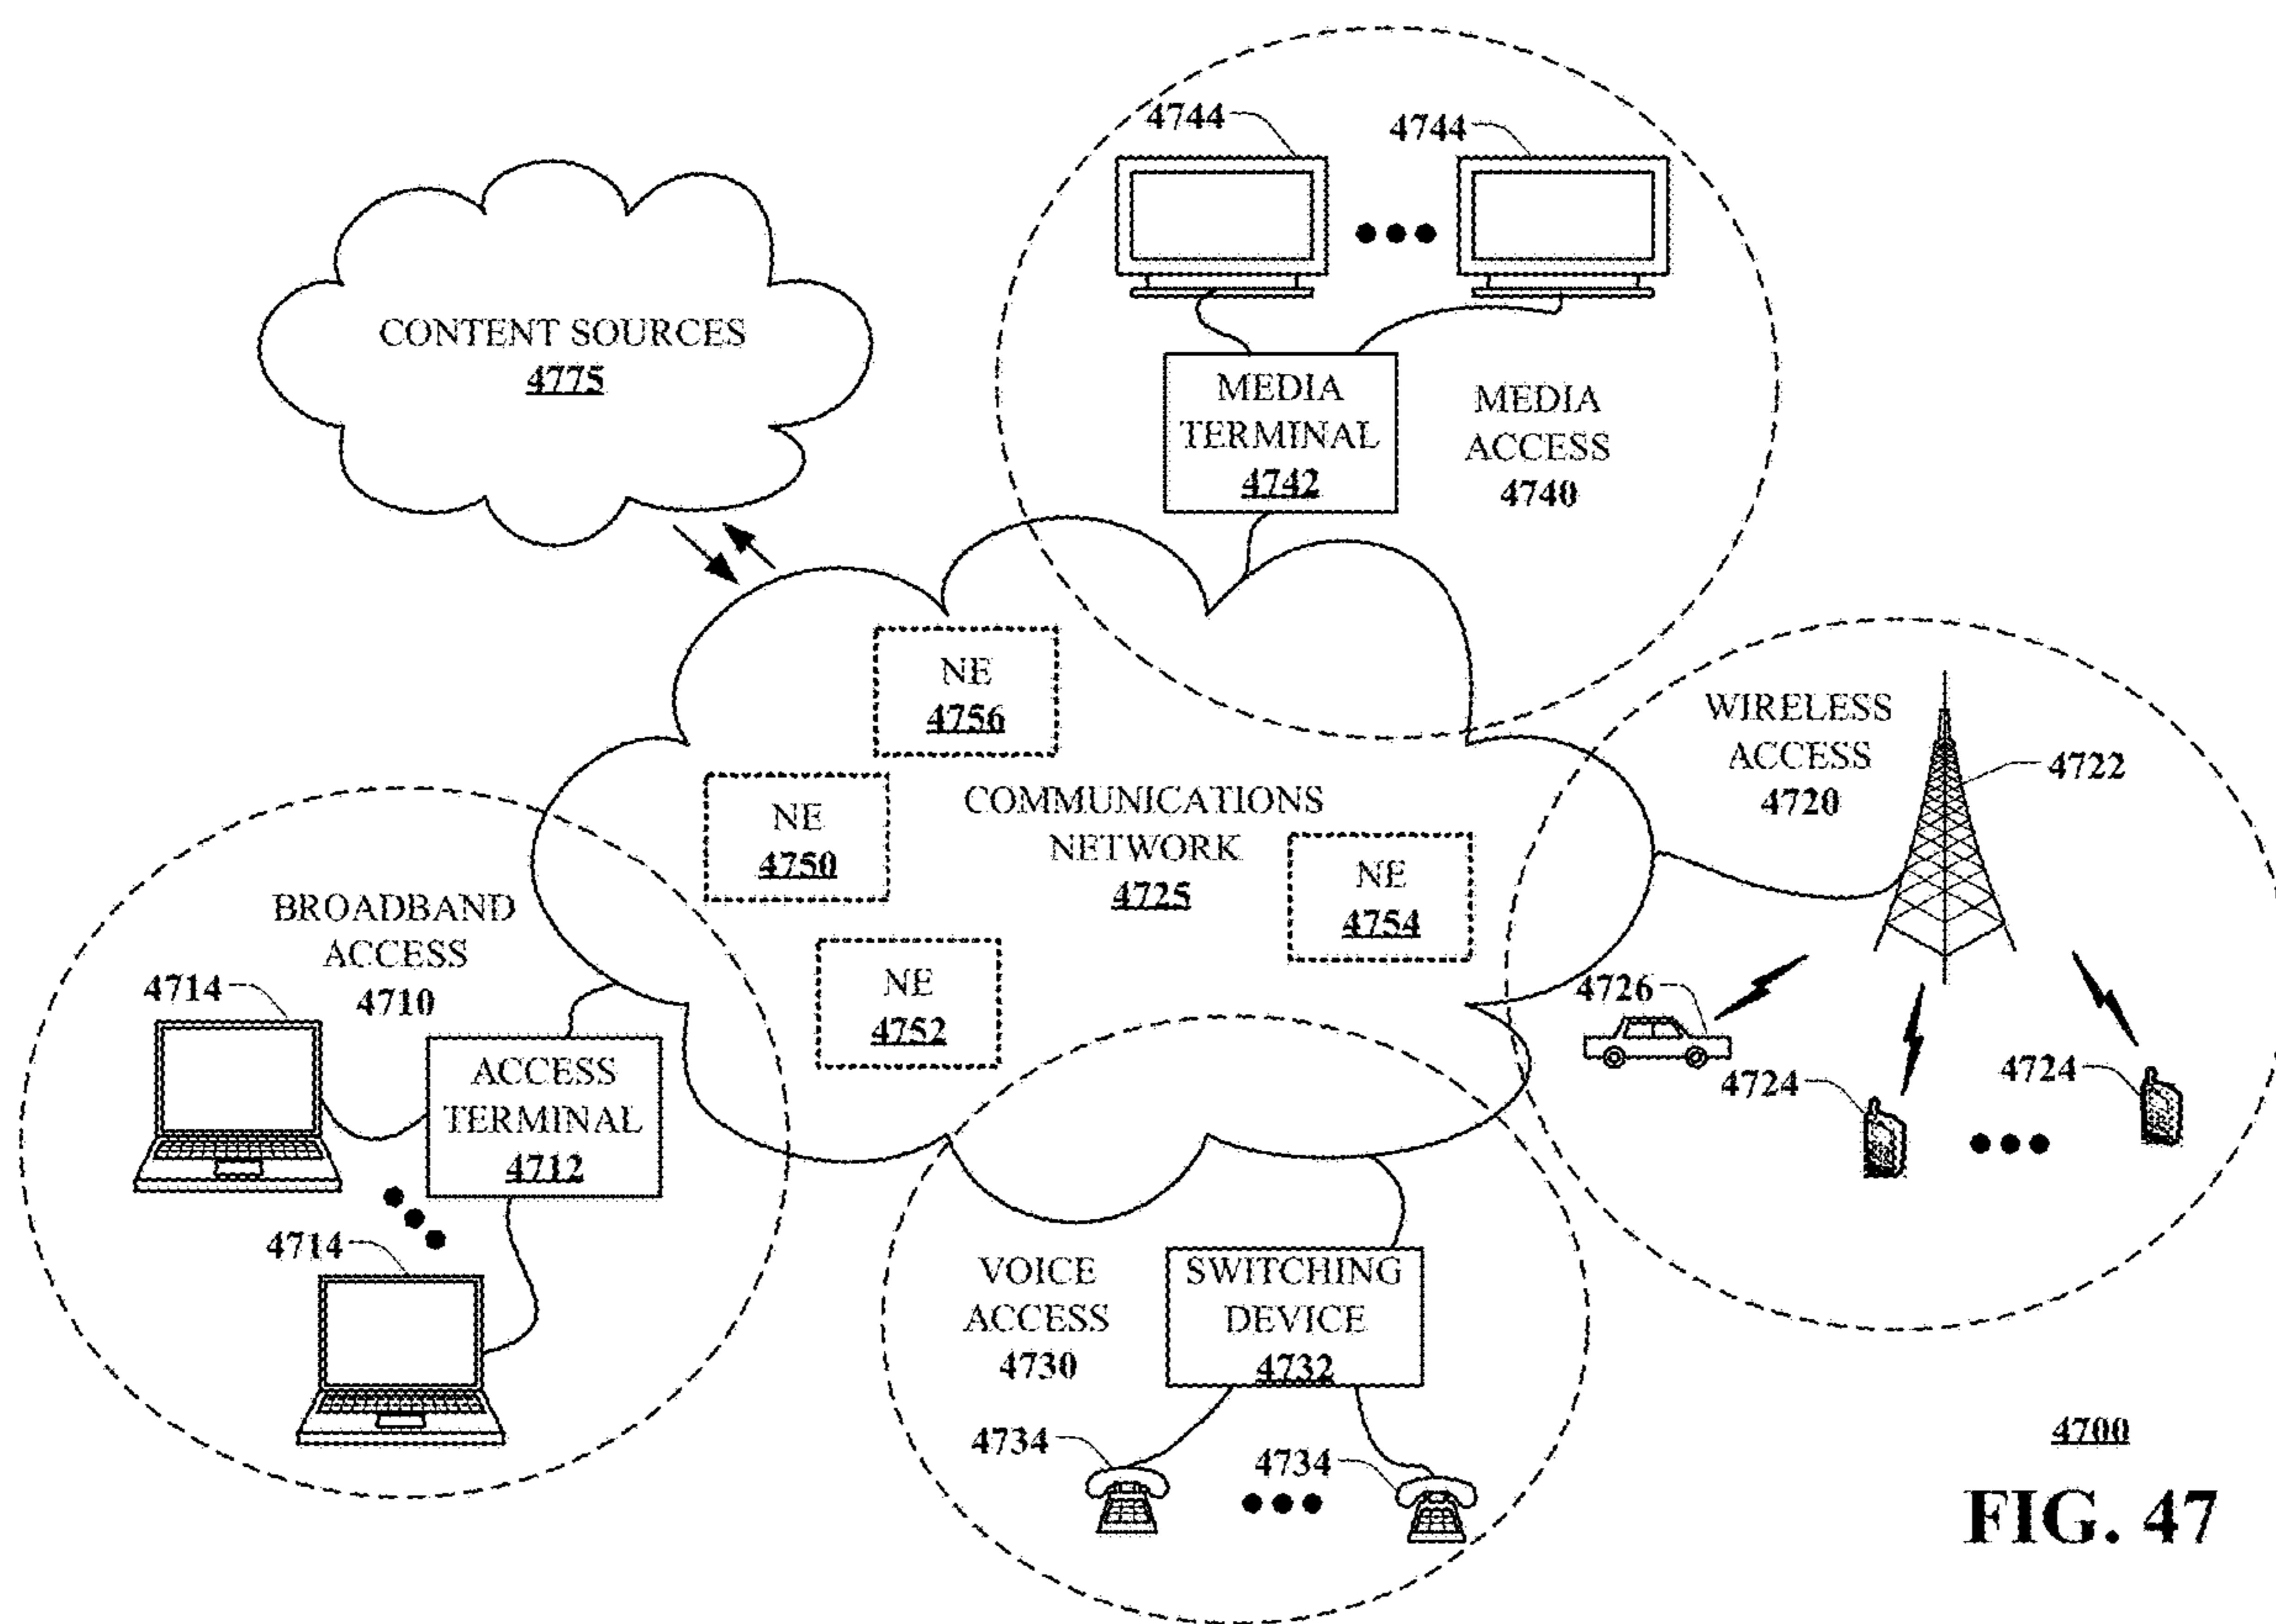 4744
4744
CONTENT SOURCES
4775
MEDIA
TERMINAL
4742
MEDIA
ACCESS
4740
NE
4756
WIRELESS
ACCESS
4720
4722
NE
4750
COMMUNICATIONS
NETWORK
4725
NE
4754
BROADBAND
ACCESS
4710
4714
NE
4752
4726
ACCESS
TERMINAL
4712
4724
4724
4714
VOICE
ACCESS
4730
SWITCHING
DEVICE
4732
4734
4734
4700
FIG. 47